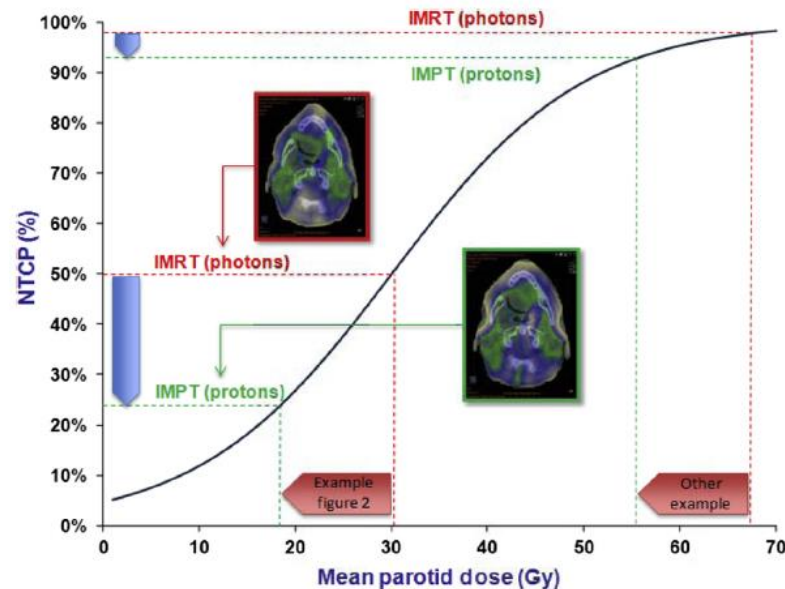 100%
IMRT (photons)
90%
IMPT (protons)
80%
70%
60%
NTCP (%)
50%
IMRT (photons)
40%
30%
IMPT (protons)
20%
10%
Example
figure 2
Other
example
0%
0 10 20 30 40 50 60 70
Mean parotid dose (Gy)